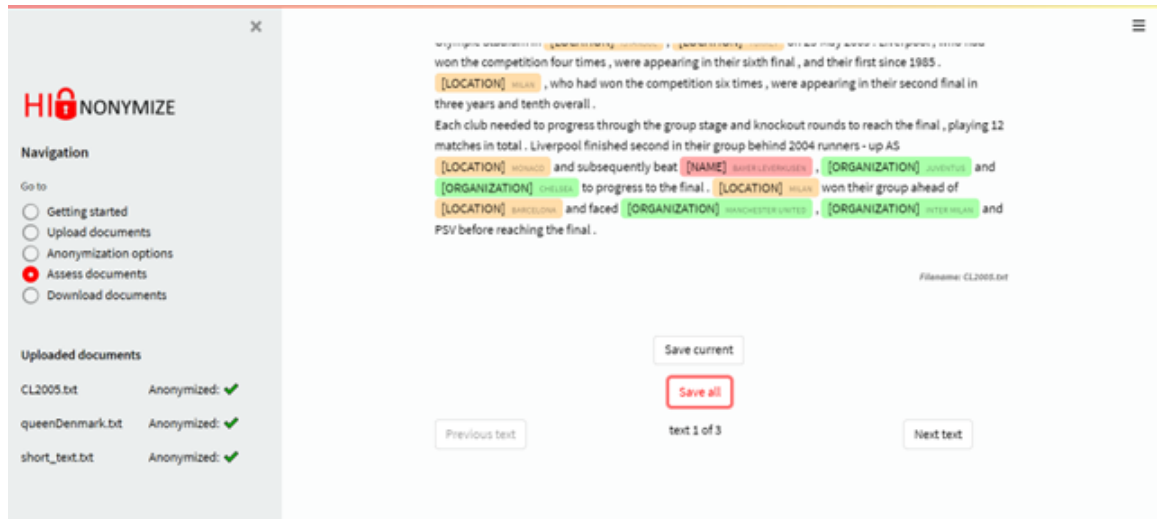 ×
HI NONYMIZE
Navigation
Go to
Getting started
Upload documents
Anonymization options
Assess documents
Download documents
Uploaded documents
CL2005.txt Anonymized: ✔
queenDenmark.txt Anonymized: ✔
short_text.txt Anonymized: ✔
≡
won the competition four times , were appearing in their sixth final , and their first since 1985 .
[LOCATION] MILAN , who had won the competition six times , were appearing in their second final in
three years and tenth overall .
Each club needed to progress through the group stage and knockout rounds to reach the final , playing 12
matches in total . Liverpool finished second in their group behind 2004 runners - up AS
[LOCATION] MONACO and subsequently beat [NAME] BAYER LEVERKUSEN , [ORGANIZATION] JUVENTUS and
[ORGANIZATION] CHELSEA to progress to the final . [LOCATION] MILAN won their group ahead of
[LOCATION] BARCELONA and faced [ORGANIZATION] MANCHESTER UNITED , [ORGANIZATION] INTER MILAN and
PSV before reaching the final .
Filename: CL2005.txt
Save current
Save all
Previous text
text 1 of 3
Next text